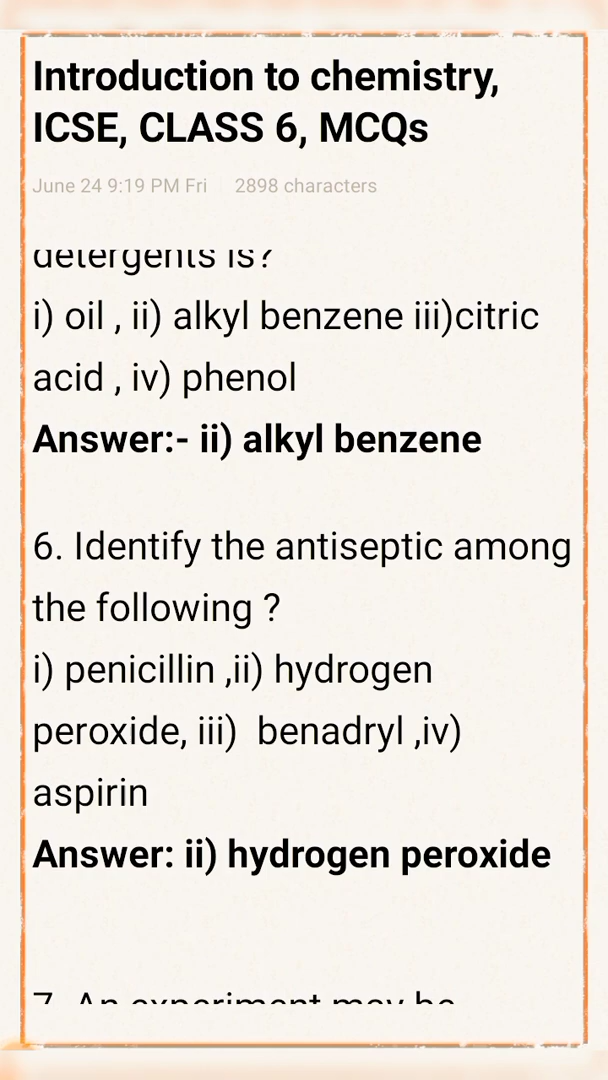 Introduction to chemistry,
ICSE, CLASS 6, MCQs
June 24 9:19 PM Fri | 2898 characters
detergents is?
i) oil , ii) alkyl benzene iii)citric
acid , iv) phenol
Answer:- ii) alkyl benzene
6. Identify the antiseptic among
the following ?
i) penicillin ,ii) hydrogen
peroxide, iii)  benadryl ,iv)
aspirin
Answer: ii) hydrogen peroxide
7. An experiment may be